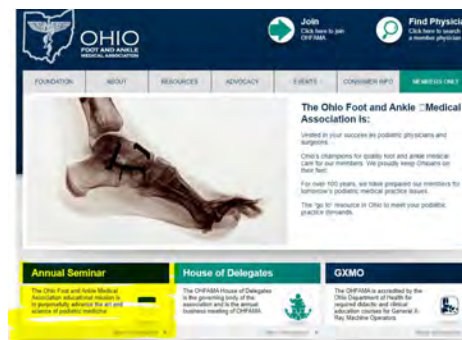 OHIO
FOOT AND ANKLE
MEDICAL ASSOCIATION
Join
Click here to join
OHFAMA
Find Physicia
Click here to search
a member physician
FOUNDATION
ABOUT
RESOURCES
ADVOCACY
EVENTS
CONSUMER INFO
MEMBERS ONLY
The Ohio Foot and Ankle □Medical
Association is:
Vested in your success as podiatric physicians and
surgeons.
Ohio's champions for quality foot and ankle medical
care for our members. We proudly keep Ohioans on
their feet.
For over 100 years, we have prepared our members for
tomorrow's podiatric medical practice issues.
The "go to" resource in Ohio to meet your podiatric
practice demands.
Annual Seminar
The Ohio Foot and Ankle Medical
Association educational mission is
to purposefully advance the art and
science of podiatric medicine.
House of Delegates
The OHFAMA House of Delegates
is the governing body of the
association and is the annual
business meeting of OHFAMA.
GXMO
The OHFAMA is accredited by the
Ohio Department of Health for
required didactic and clinical
education courses for General X-
Ray Machine Operators.